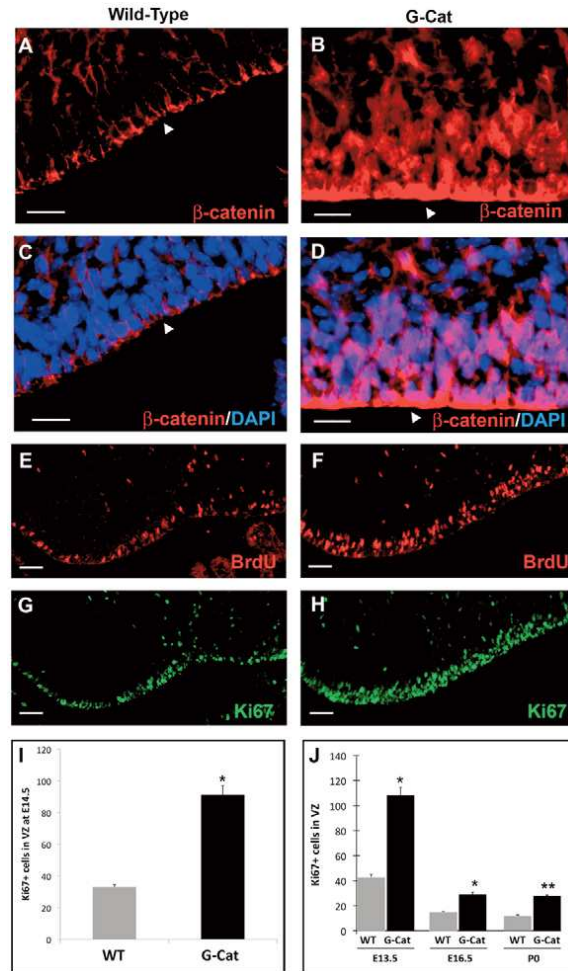 Wild-Type G-Cat
A B
β-catenin β-catenin
C D
β-catenin/DAPI β-catenin/DAPI
E F
BrdU BrdU
G H
Ki67 Ki67
I
Ki67+ cells in VZ at E14.5
120
100
80
60
40
20
0
*
WT G-Cat
J
Ki67+ cells in VZ
140
120
100
80
60
40
20
0
*
*
**
WT G-Cat WT G-Cat WT G-Cat
E13.5 E16.5 P0